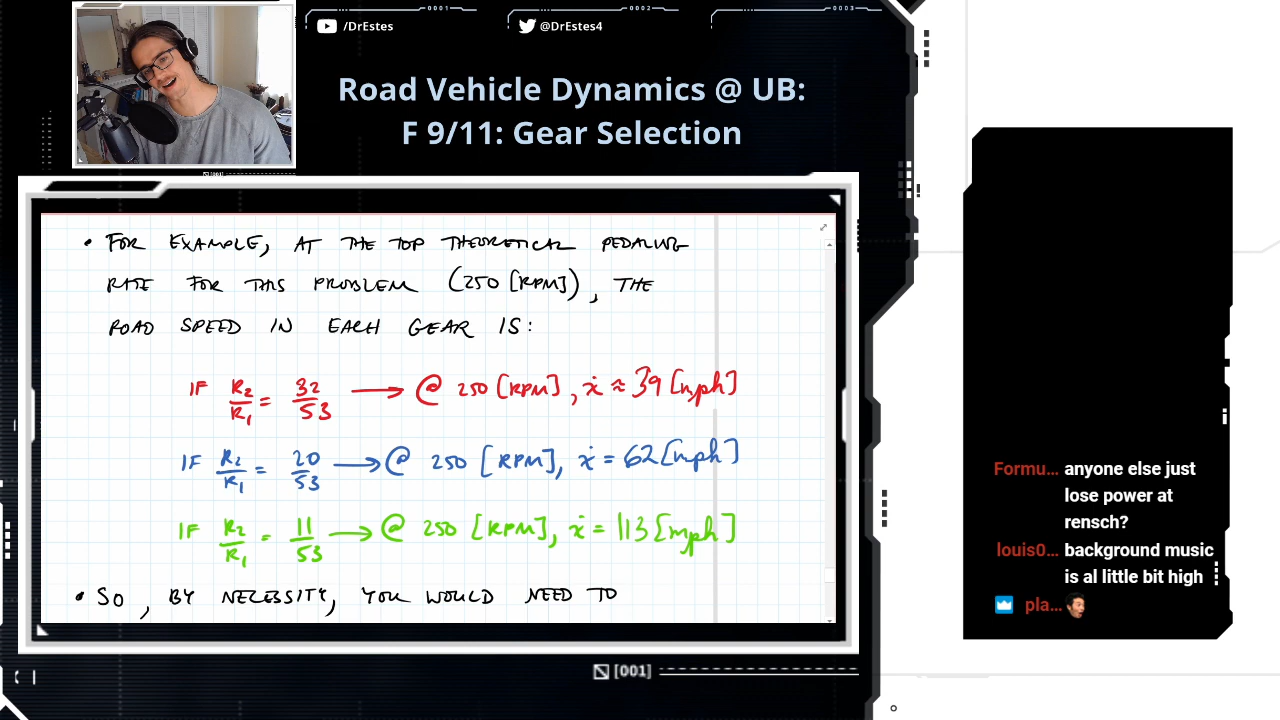 0001
0002
0003
/DrEstes
@DrEstes4
Road Vehicle Dynamics @ UB:
F 9/11: Gear Selection
[001]
• FOR EXAMPLE, AT THE TOP THEORETICAL PEDALING
RATE FOR THIS PROBLEM (250 [RPM]), THE
ROAD SPEED IN EACH GEAR IS:
IF R2/R1 = 32/53 → @ 250 [RPM], ẋ ≈ 39 [mph]
IF R2/R1 = 20/53 → @ 250 [RPM], ẋ = 62 [mph]
IF R2/R1 = 11/53 → @ 250 [RPM], ẋ = 113 [mph]
• SO, BY NECESSITY, YOU WOULD NEED TO
[001]
Formu... anyone else just
lose power at
rensch?
louis0... background music
is al little bit high
pla...